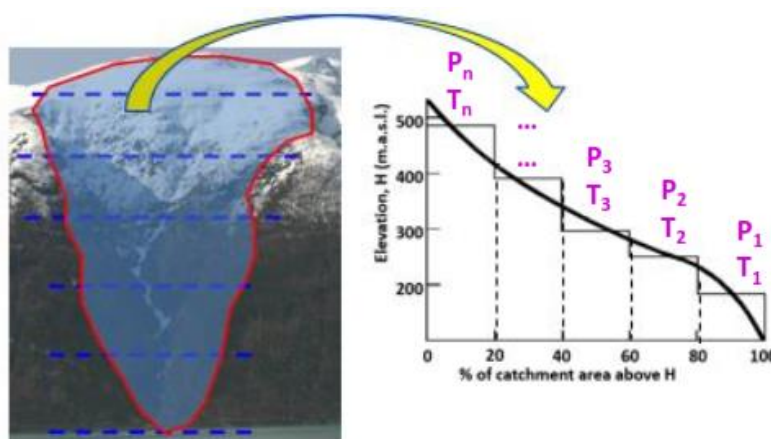 Pn
Tn
...
...
P3
T3
P2
T2
P1
T1
Elevation, H (m.a.s.l.)
500
400
300
200
0
20
40
60
80
100
% of catchment area above H